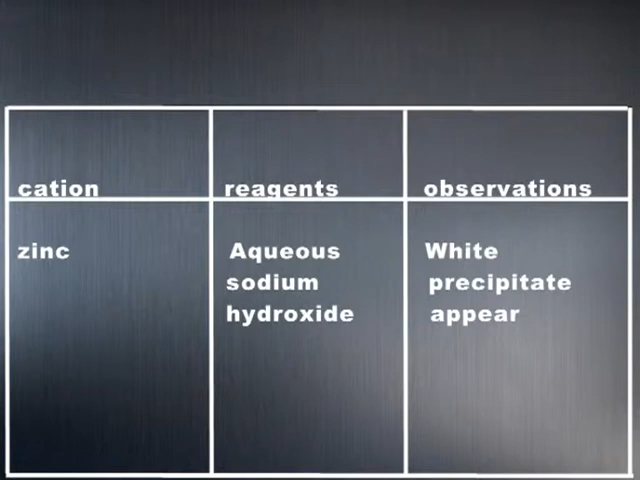 cation reagents observations
zinc Aqueous White
sodium precipitate
hydroxide appear